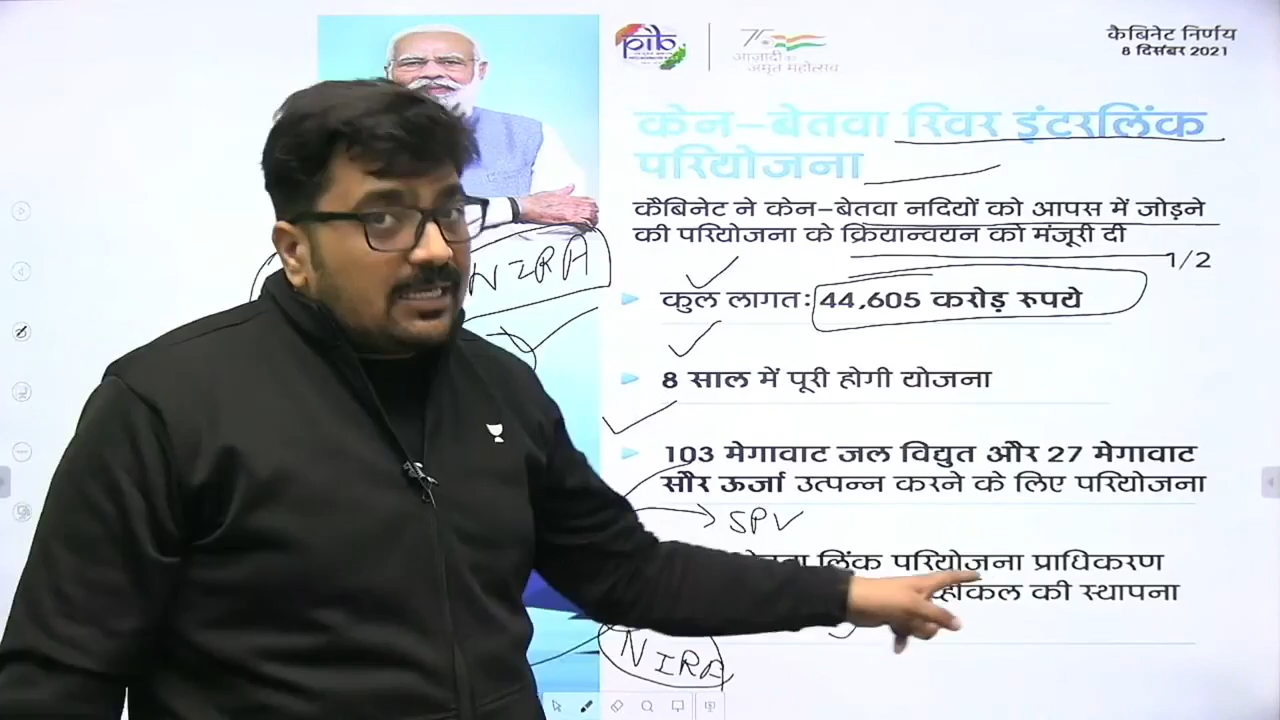 pib
75
आज़ादी का
अमृत महोत्सव
कैबिनेट निर्णय
8 दिसंबर 2021
केन-बेतवा रिवर इंटरलिंक
परियोजना
कैबिनेट ने केन-बेतवा नदियों को आपस में जोड़ने
की परियोजना के क्रियान्वयन को मंजूरी दी
1/2
NIRA
कुल लागतः 44,605 करोड़ रुपये
8 साल में पूरी होगी योजना
103 मेगावाट जल विद्युत और 27 मेगावाट
सौर ऊर्जा उत्पन्न करने के लिए परियोजना
SPV
लिंक परियोजना प्राधिकरण
की स्थापना
NIRA